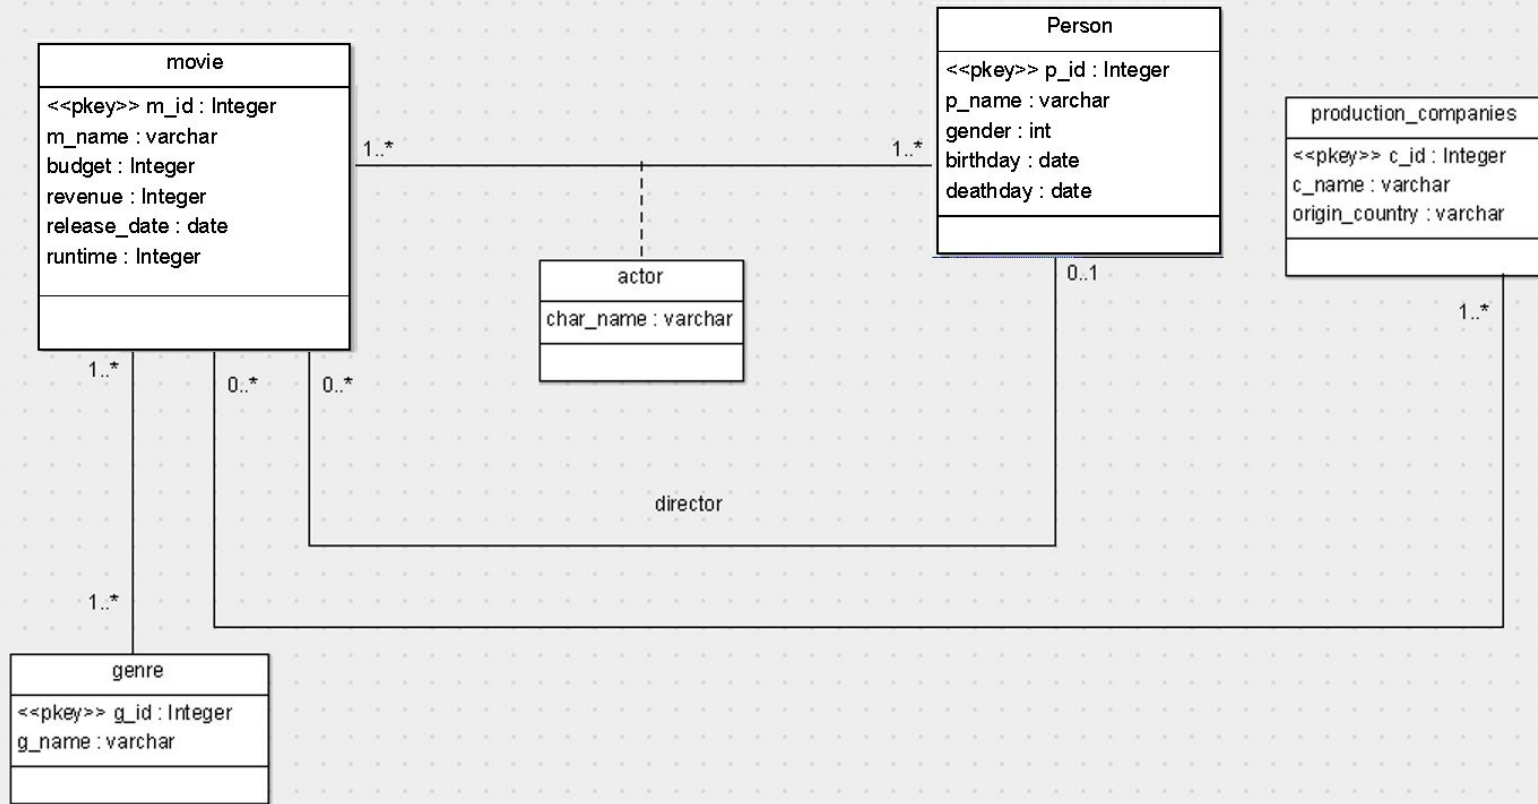 movie
<<pkey>> m_id : Integer
m_name : varchar
budget : Integer
revenue : Integer
release_date : date
runtime : Integer
1..*
1..*
Person
<<pkey>> p_id : Integer
p_name : varchar
gender : int
birthday : date
deathday : date
production_companies
<<pkey>> c_id : Integer
c_name : varchar
origin_country : varchar
actor
char_name : varchar
0..1
1..*
1..*
0..*
0..*
director
1..*
genre
<<pkey>> g_id : Integer
g_name : varchar